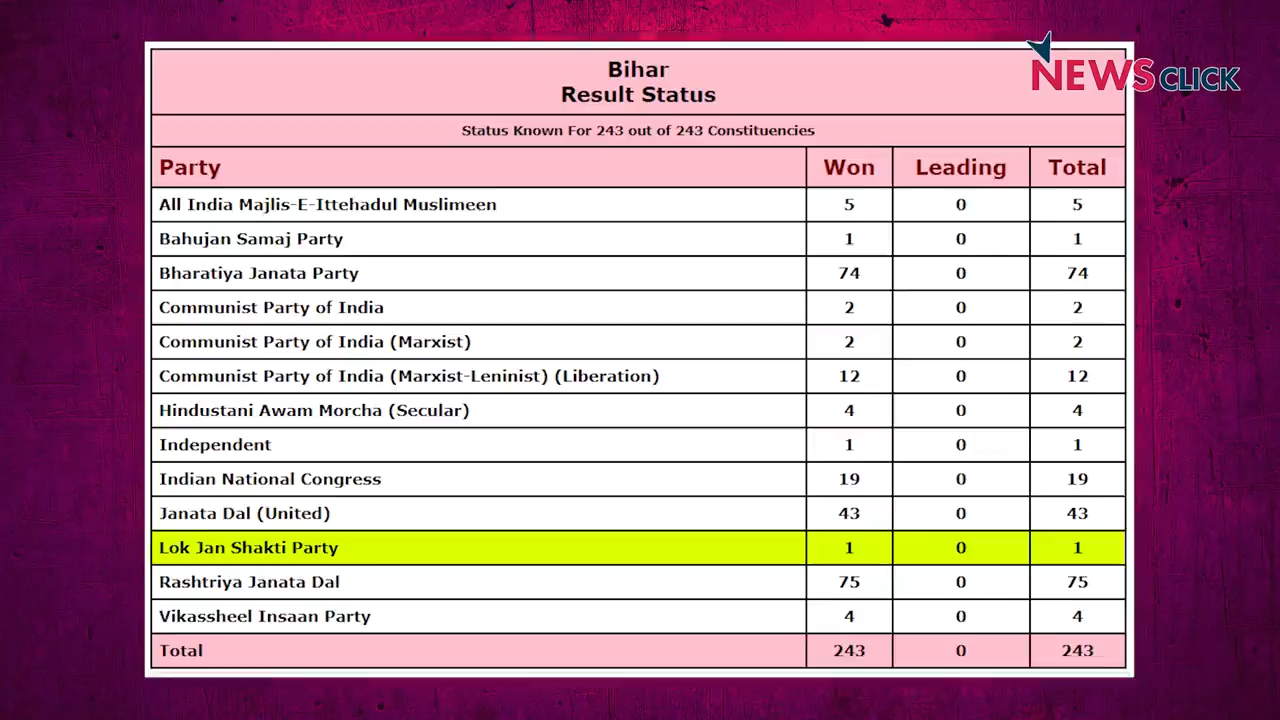 NEWSCLICK
Bihar
Result Status
Status Known For 243 out of 243 Constituencies
Party Won Leading Total
All India Majlis-E-Ittehadul Muslimeen 5 0 5
Bahujan Samaj Party 1 0 1
Bharatiya Janata Party 74 0 74
Communist Party of India 2 0 2
Communist Party of India (Marxist) 2 0 2
Communist Party of India (Marxist-Leninist) (Liberation) 12 0 12
Hindustani Awam Morcha (Secular) 4 0 4
Independent 1 0 1
Indian National Congress 19 0 19
Janata Dal (United) 43 0 43
Lok Jan Shakti Party 1 0 1
Rashtriya Janata Dal 75 0 75
Vikassheel Insaan Party 4 0 4
Total 243 0 243